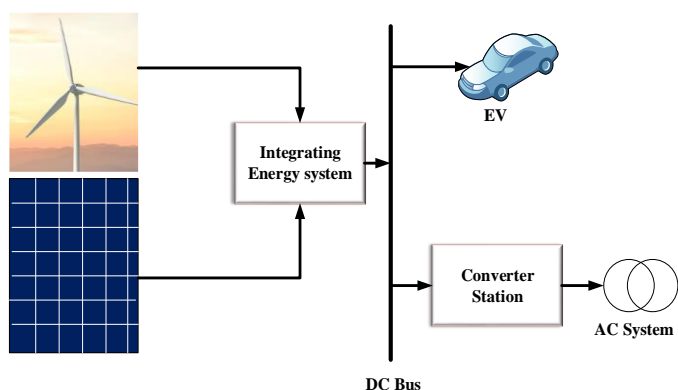 Integrating
Energy system
EV
Converter
Station
AC System
DC Bus